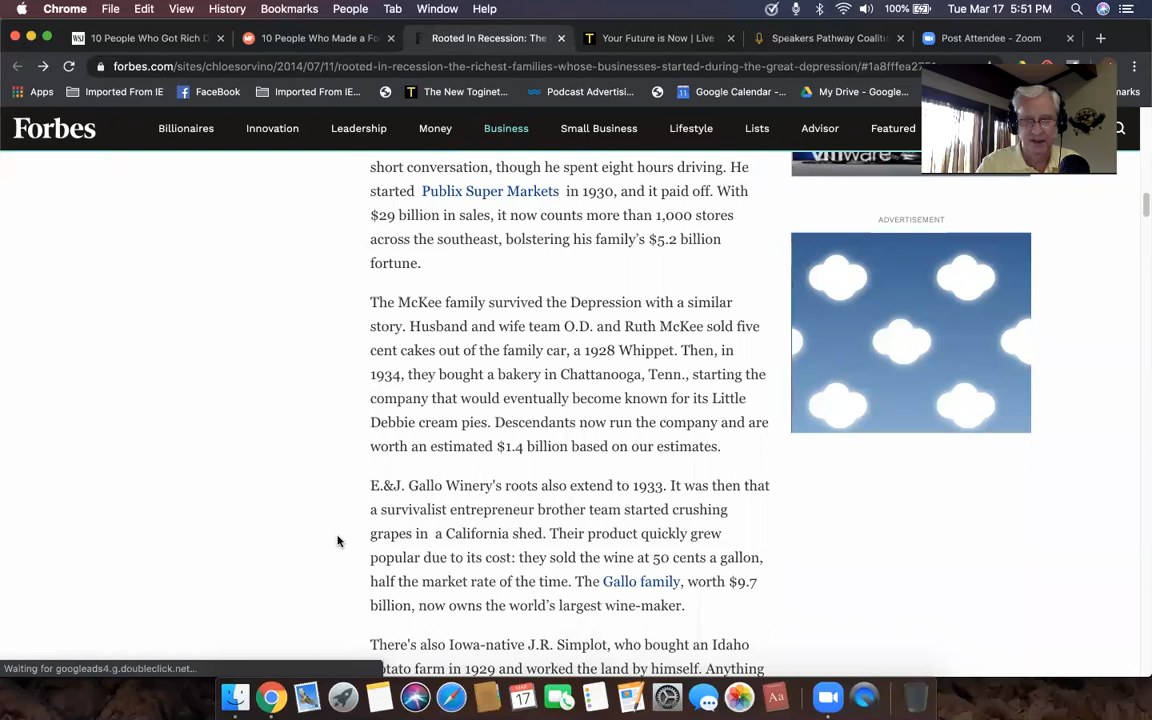 Chrome File Edit View History Bookmarks People Tab Window Help 100% Tue Mar 17 5:51 PM
WSJ 10 People Who Got Rich D 10 People Who Made a Fo Rooted In Recession: The Your Future is Now | Live Speakers Pathway Coaliti Post Attendee - Zoom
forbes.com/sites/chloesorvino/2014/07/11/rooted-in-recession-the-richest-families-whose-businesses-started-during-the-great-depression/#1a8fffea27
Apps Imported From IE FaceBook Imported From IE... The New Toginet... Podcast Advertisi... Google Calendar -... My Drive - Google... marks
Forbes Billionaires Innovation Leadership Money Business Small Business Lifestyle Lists Advisor Featured
short conversation, though he spent eight hours driving. He
started Publix Super Markets in 1930, and it paid off. With
$29 billion in sales, it now counts more than 1,000 stores
across the southeast, bolstering his family's $5.2 billion
fortune.
The McKee family survived the Depression with a similar
story. Husband and wife team O.D. and Ruth McKee sold five
cent cakes out of the family car, a 1928 Whippet. Then, in
1934, they bought a bakery in Chattanooga, Tenn., starting the
company that would eventually become known for its Little
Debbie cream pies. Descendants now run the company and are
worth an estimated $1.4 billion based on our estimates.
E.&J. Gallo Winery's roots also extend to 1933. It was then that
a survivalist entrepreneur brother team started crushing
grapes in a California shed. Their product quickly grew
popular due to its cost: they sold the wine at 50 cents a gallon,
half the market rate of the time. The Gallo family, worth $9.7
billion, now owns the world's largest wine-maker.
There's also Iowa-native J.R. Simplot, who bought an Idaho
potato farm in 1929 and worked the land by himself. Anything
vmware
ADVERTISEMENT
Waiting for googleads4.g.doubleclick.net...
MAR
17
Aa